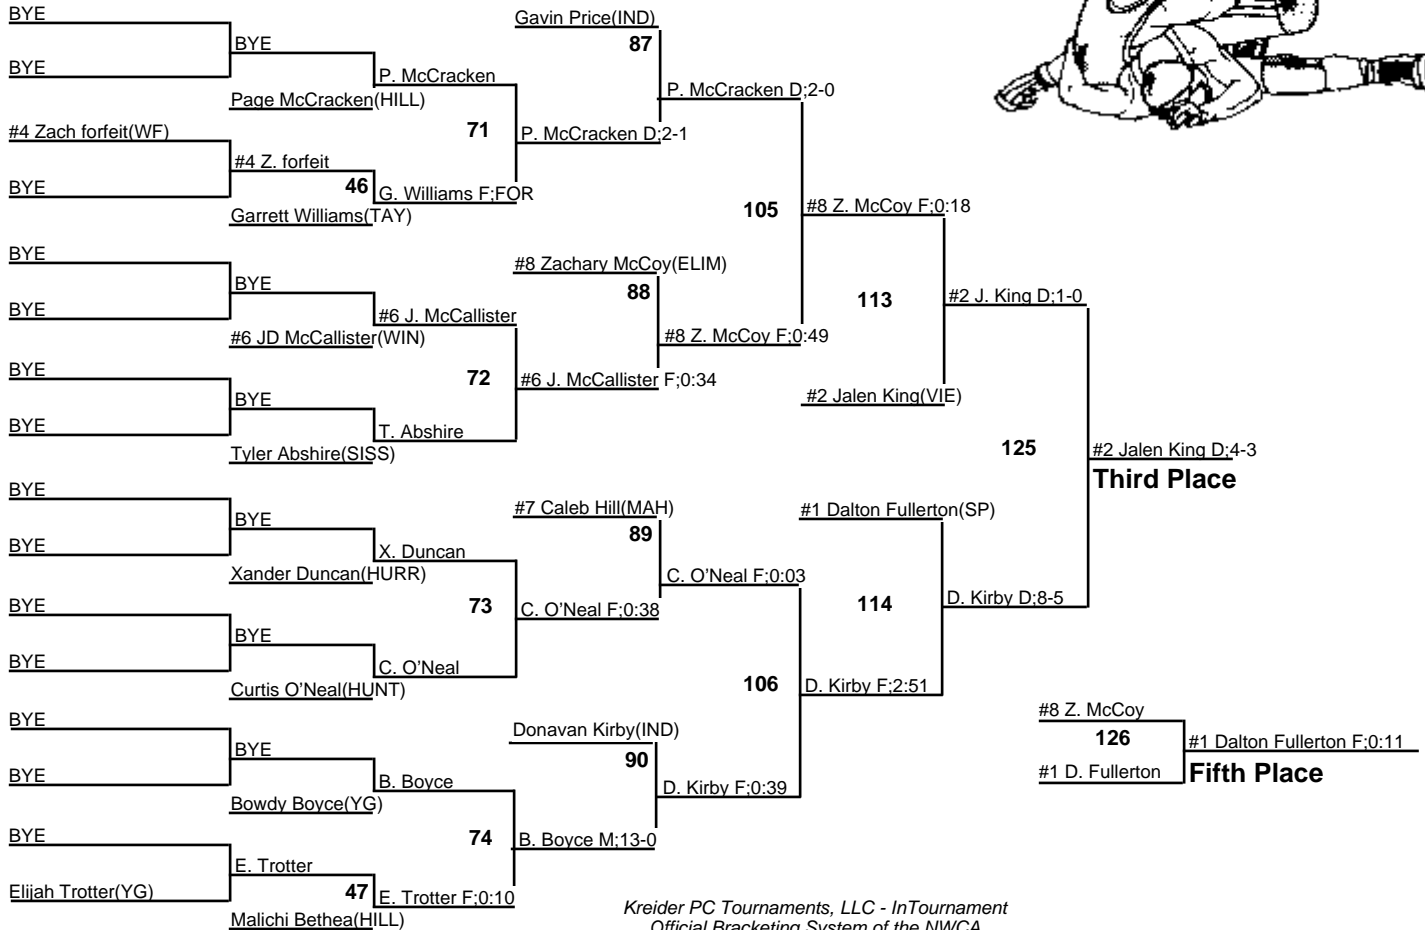 BYE
BYE
BYE
Page McCracken(HILL)
P. McCracken
#4 Zach forfeit(WF)
BYE
#4 Z. forfeit
46
Garrett Williams(TAY)
G. Williams F;FOR
71
P. McCracken D;2-1
Gavin Price(IND)
87
P. McCracken D;2-0
BYE
BYE
BYE
#6 JD McCallister(WIN)
#6 J. McCallister
BYE
BYE
BYE
Tyler Abshire(SISS)
T. Abshire
72
#6 J. McCallister F;0:34
#8 Zachary McCoy(ELIM)
88
#8 Z. McCoy F;0:49
105
#8 Z. McCoy F;0:18
113
#2 Jalen King(VIE)
#2 J. King D;1-0
BYE
BYE
BYE
Xander Duncan(HURR)
X. Duncan
BYE
BYE
BYE
Curtis O'Neal(HUNT)
C. O'Neal
73
C. O'Neal F;0:38
#7 Caleb Hill(MAH)
89
C. O'Neal F;0:03
BYE
BYE
BYE
Bowdy Boyce(YG)
B. Boyce
BYE
Elijah Trotter(YG)
E. Trotter
47
Malichi Bethea(HILL)
E. Trotter F;0:10
74
B. Boyce M;13-0
Donavan Kirby(IND)
90
D. Kirby F;0:39
106
D. Kirby F;2:51
#1 Dalton Fullerton(SP)
114
D. Kirby D;8-5
125
#2 Jalen King D;4-3
Third Place
#8 Z. McCoy
126
#1 D. Fullerton
#1 Dalton Fullerton F;0:11
Fifth Place
Kreider PC Tournaments, LLC - InTournament
Official Bracketing System of the NWCA